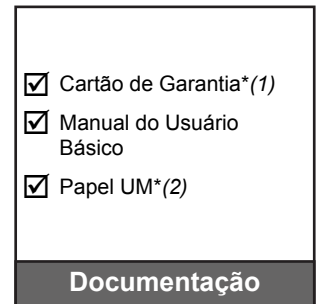 ☑ Cartão de Garantia*(1)
☑ Manual do Usuário
Básico
☑ Papel UM*(2)
Documentação